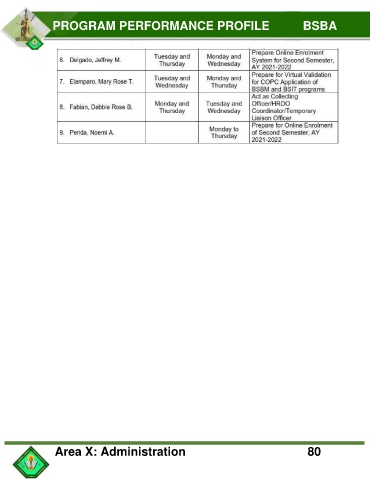 PROGRAM PERFORMANCE PROFILE BSBA
6. Delgado, Jeffrey M. Tuesday and Thursday Monday and Wednesday Prepare Online Enrolment
System for Second Semester,
AY 2021-2022
7. Elamparo, Mary Rose T. Tuesday and Wednesday Monday and Thursday Prepare for Virtual Validation
for COPC Application of
BSBM and BSIT programs
8. Fabian, Debbie Rose B. Monday and Thursday Tuesday and Wednesday Act as Collecting
Officer/HRDO
Coordinator/Temporary
Liaison Officer
9. Perida, Noemi A. Monday to Thursday Prepare for Online Enrolment
of Second Semester, AY
2021-2022
Area X: Administration 80